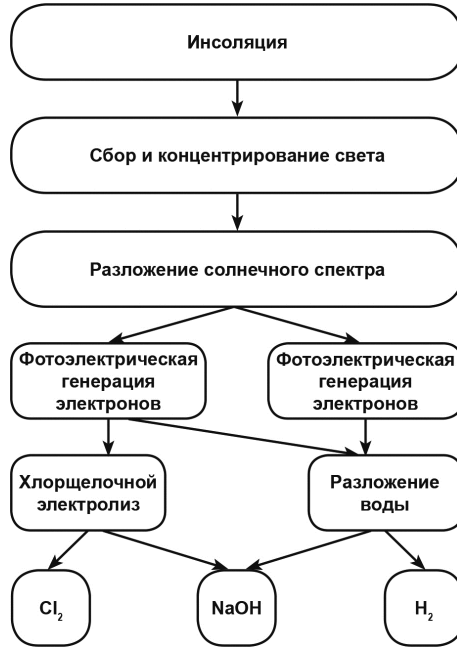 Инсоляция
Сбор и концентрирование света
Разложение солнечного спектра
Фотоэлектрическая
генерация
электронов
Фотоэлектрическая
генерация
электронов
Хлорщелочной
электролиз
Разложение
воды
Cl₂
NaOH
H₂